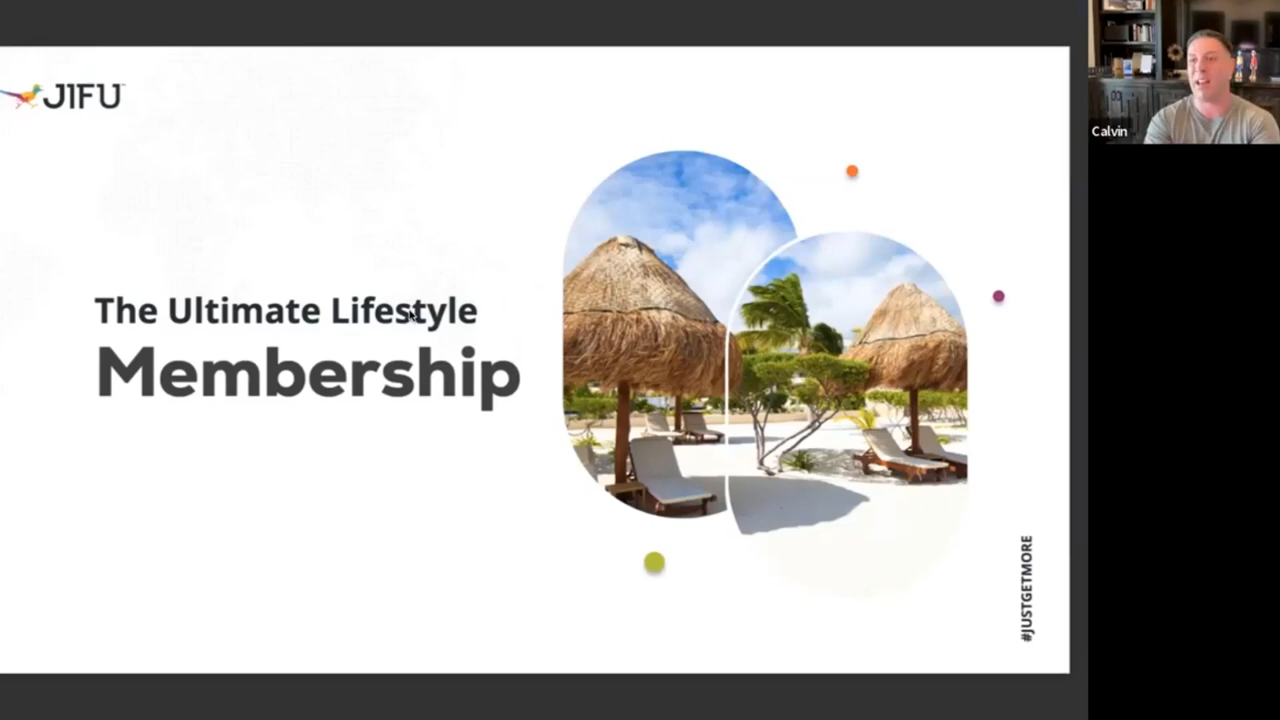 JIFU
The Ultimate Lifestyle
Membership
#JUSTGETMORE
Calvin